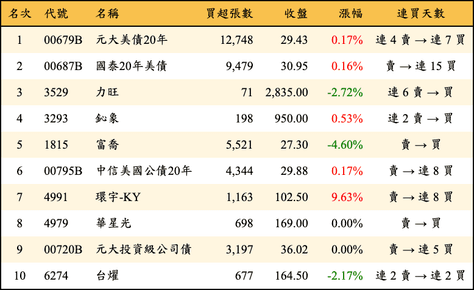 名次 代號 名稱 買超張數 收盤 漲幅 連買天數
1 00679B 元大美債20年 12,748 29.43 0.17% 連 4 賣 → 連 7 買
2 00687B 國泰20年美債 9,479 30.95 0.16% 賣 → 連 15 買
3 3529 力旺 71 2,835.00 -2.72% 連 6 賣 → 買
4 3293 鈊象 198 950.00 0.53% 連 2 賣 → 買
5 1815 富喬 5,521 27.30 -4.60% 賣 → 買
6 00795B 中信美國公債20年 4,344 29.88 0.17% 賣 → 連 8 買
7 4991 環宇-KY 1,163 102.50 9.63% 賣 → 連 8 買
8 4979 華星光 698 169.00 0.00% 賣 → 買
9 00720B 元大投資級公司債 3,197 36.02 0.00% 賣 → 連 5 買
10 6274 台燿 677 164.50 -2.17% 連 2 賣 → 連 2 買